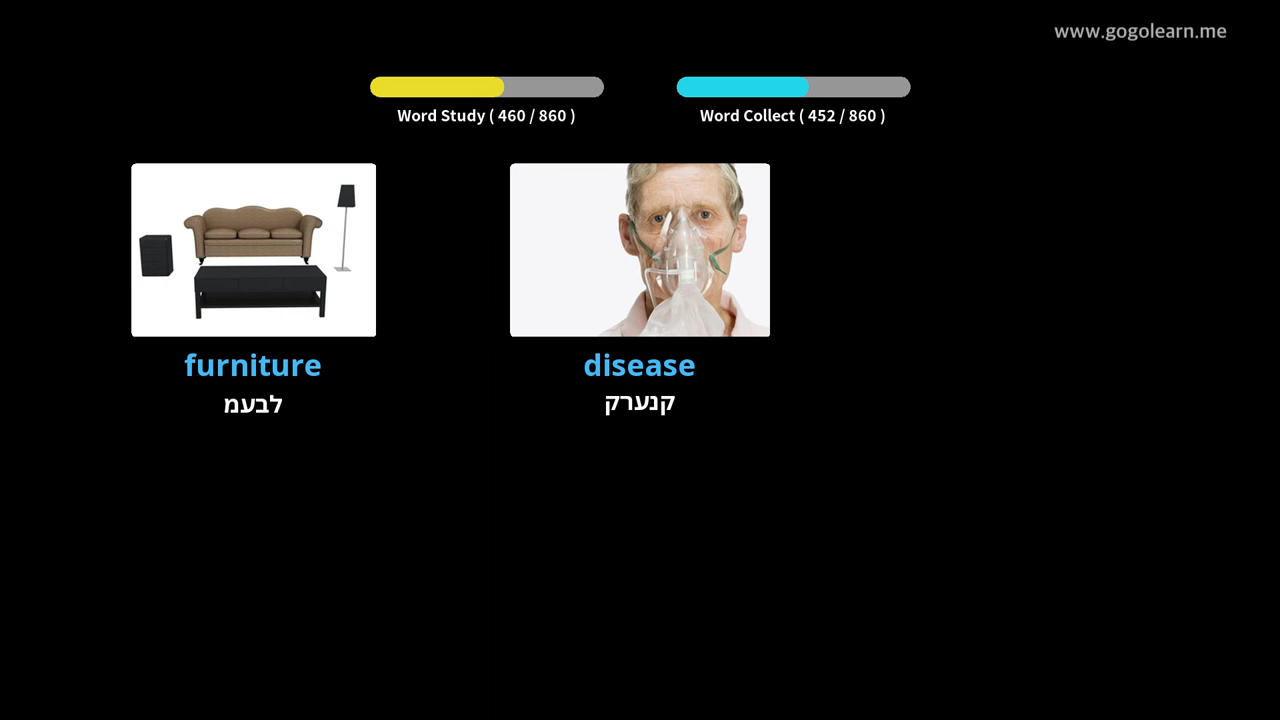 www.gogolearn.me
Word Study ( 460 / 860 )
Word Collect ( 452 / 860 )
furniture
לבעמ
disease
קנערק